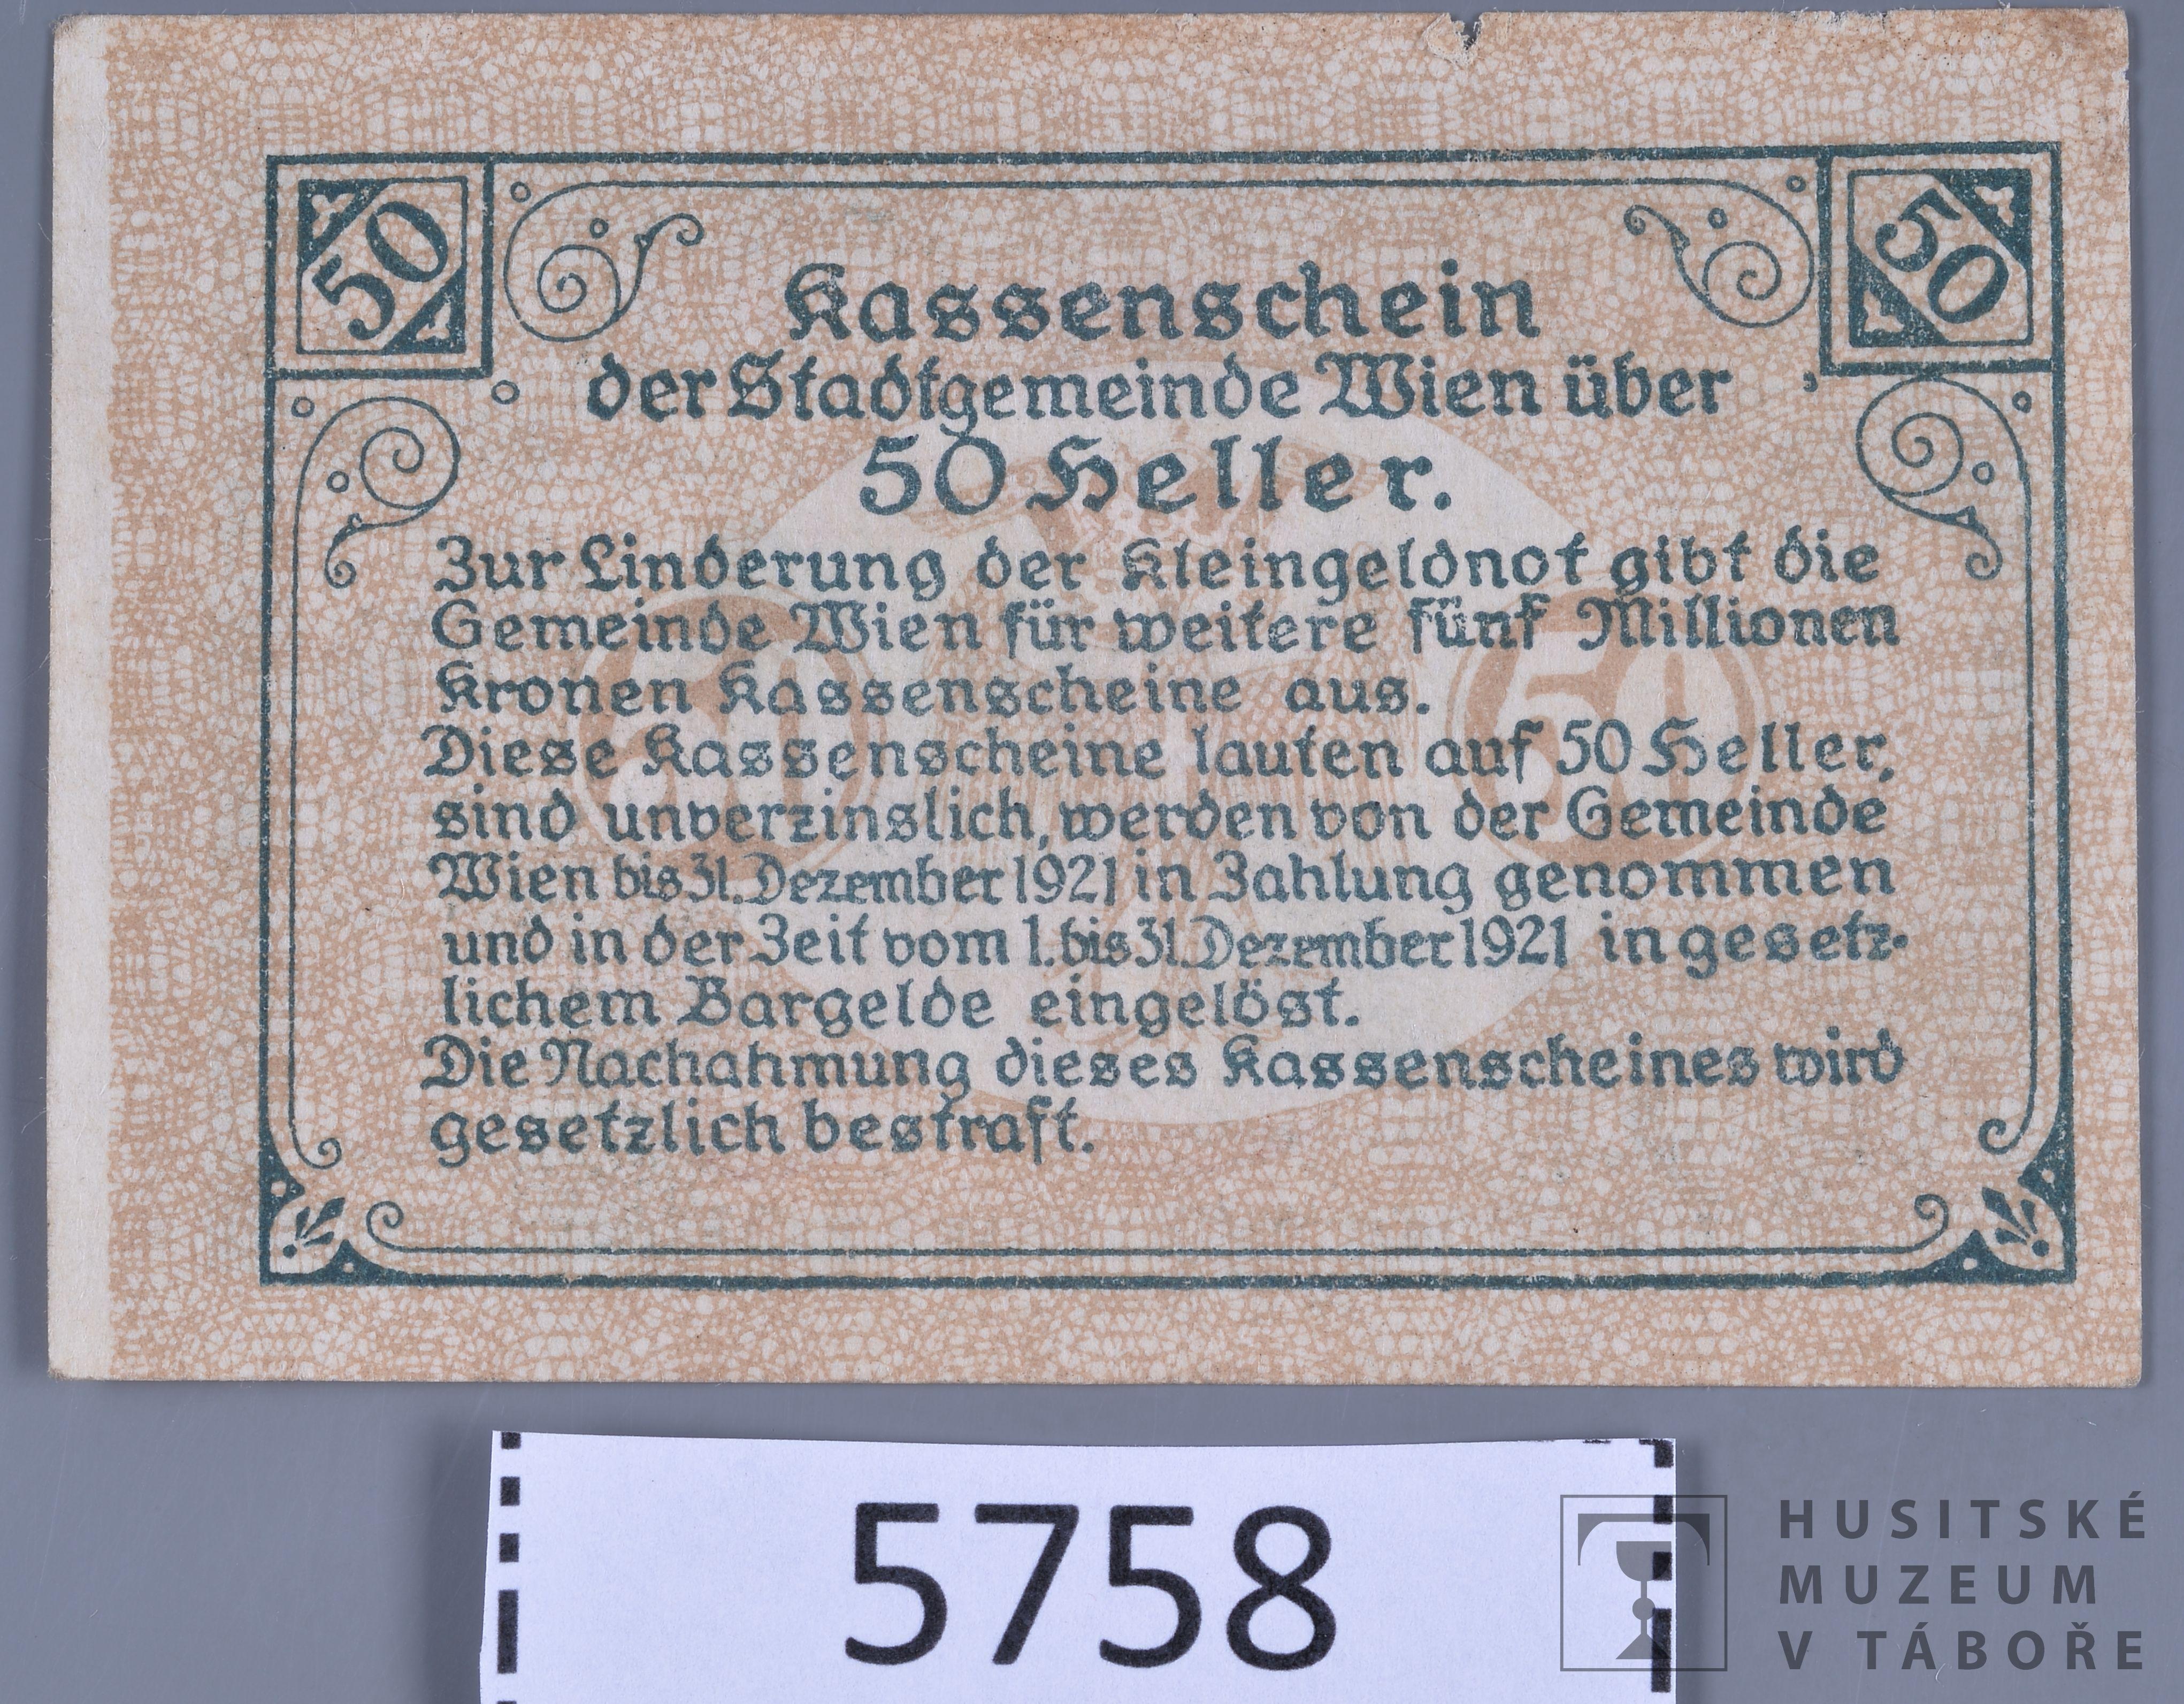 50
50
Kassenschein
der Stadtgemeinde Wien über
50 Heller.
Zur Linderung der Kleingeldnot gibt die
Gemeinde Wien für weitere fünf Millionen
Kronen Kassenscheine aus.
Diese Kassenscheine lauten auf 50 Heller,
sind unverzinslich, werden von der Gemeinde
Wien bis 31. Dezember 1921 in Zahlung genommen
und in der Zeit vom 1. bis 31. Dezember 1921 in gesetz-
lichem Bargelde eingelöst.
Die Nachahmung dieses Kassenscheines wird
gesetzlich bestraft.
50
50
5758
HUSITSKÉ
MUZEUM
V TÁBOŘE